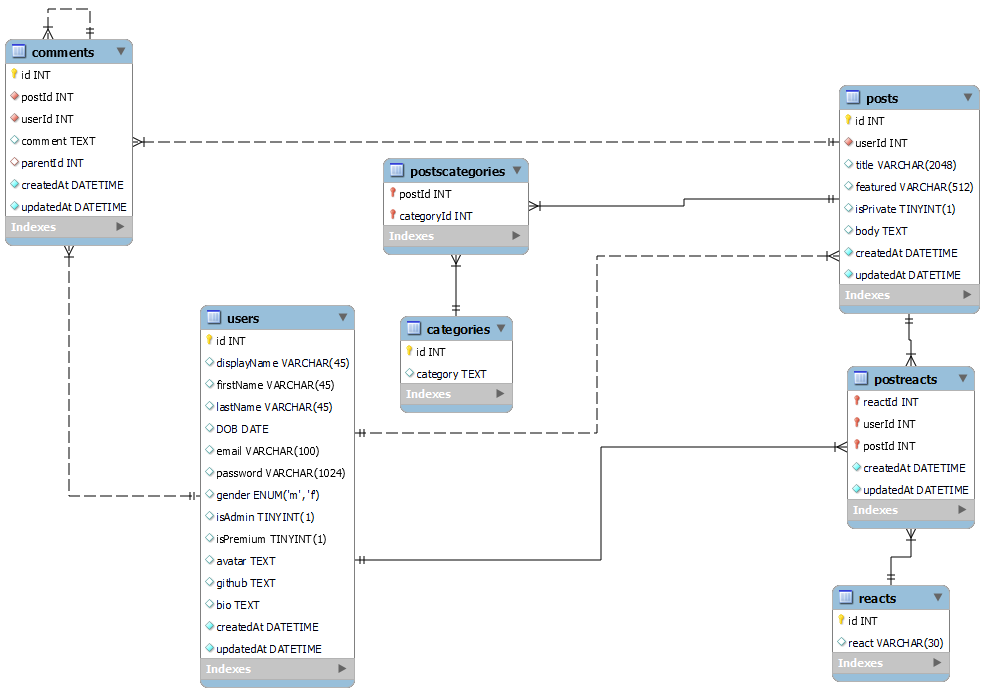 comments
id INT
postId INT
userId INT
comment TEXT
parentId INT
createdAt DATETIME
updatedAt DATETIME
Indexes
posts
id INT
userId INT
title VARCHAR(2048)
featured VARCHAR(512)
isPrivate TINYINT(1)
body TEXT
createdAt DATETIME
updatedAt DATETIME
Indexes
postscategories
postId INT
categoryId INT
Indexes
users
id INT
displayName VARCHAR(45)
firstName VARCHAR(45)
lastName VARCHAR(45)
DOB DATE
email VARCHAR(100)
password VARCHAR(1024)
gender ENUM('m','f')
isAdmin TINYINT(1)
isPremium TINYINT(1)
avatar TEXT
github TEXT
bio TEXT
createdAt DATETIME
updatedAt DATETIME
Indexes
categories
id INT
category TEXT
Indexes
postreacts
reactId INT
userId INT
postId INT
createdAt DATETIME
updatedAt DATETIME
Indexes
reacts
id INT
react VARCHAR(30)
Indexes